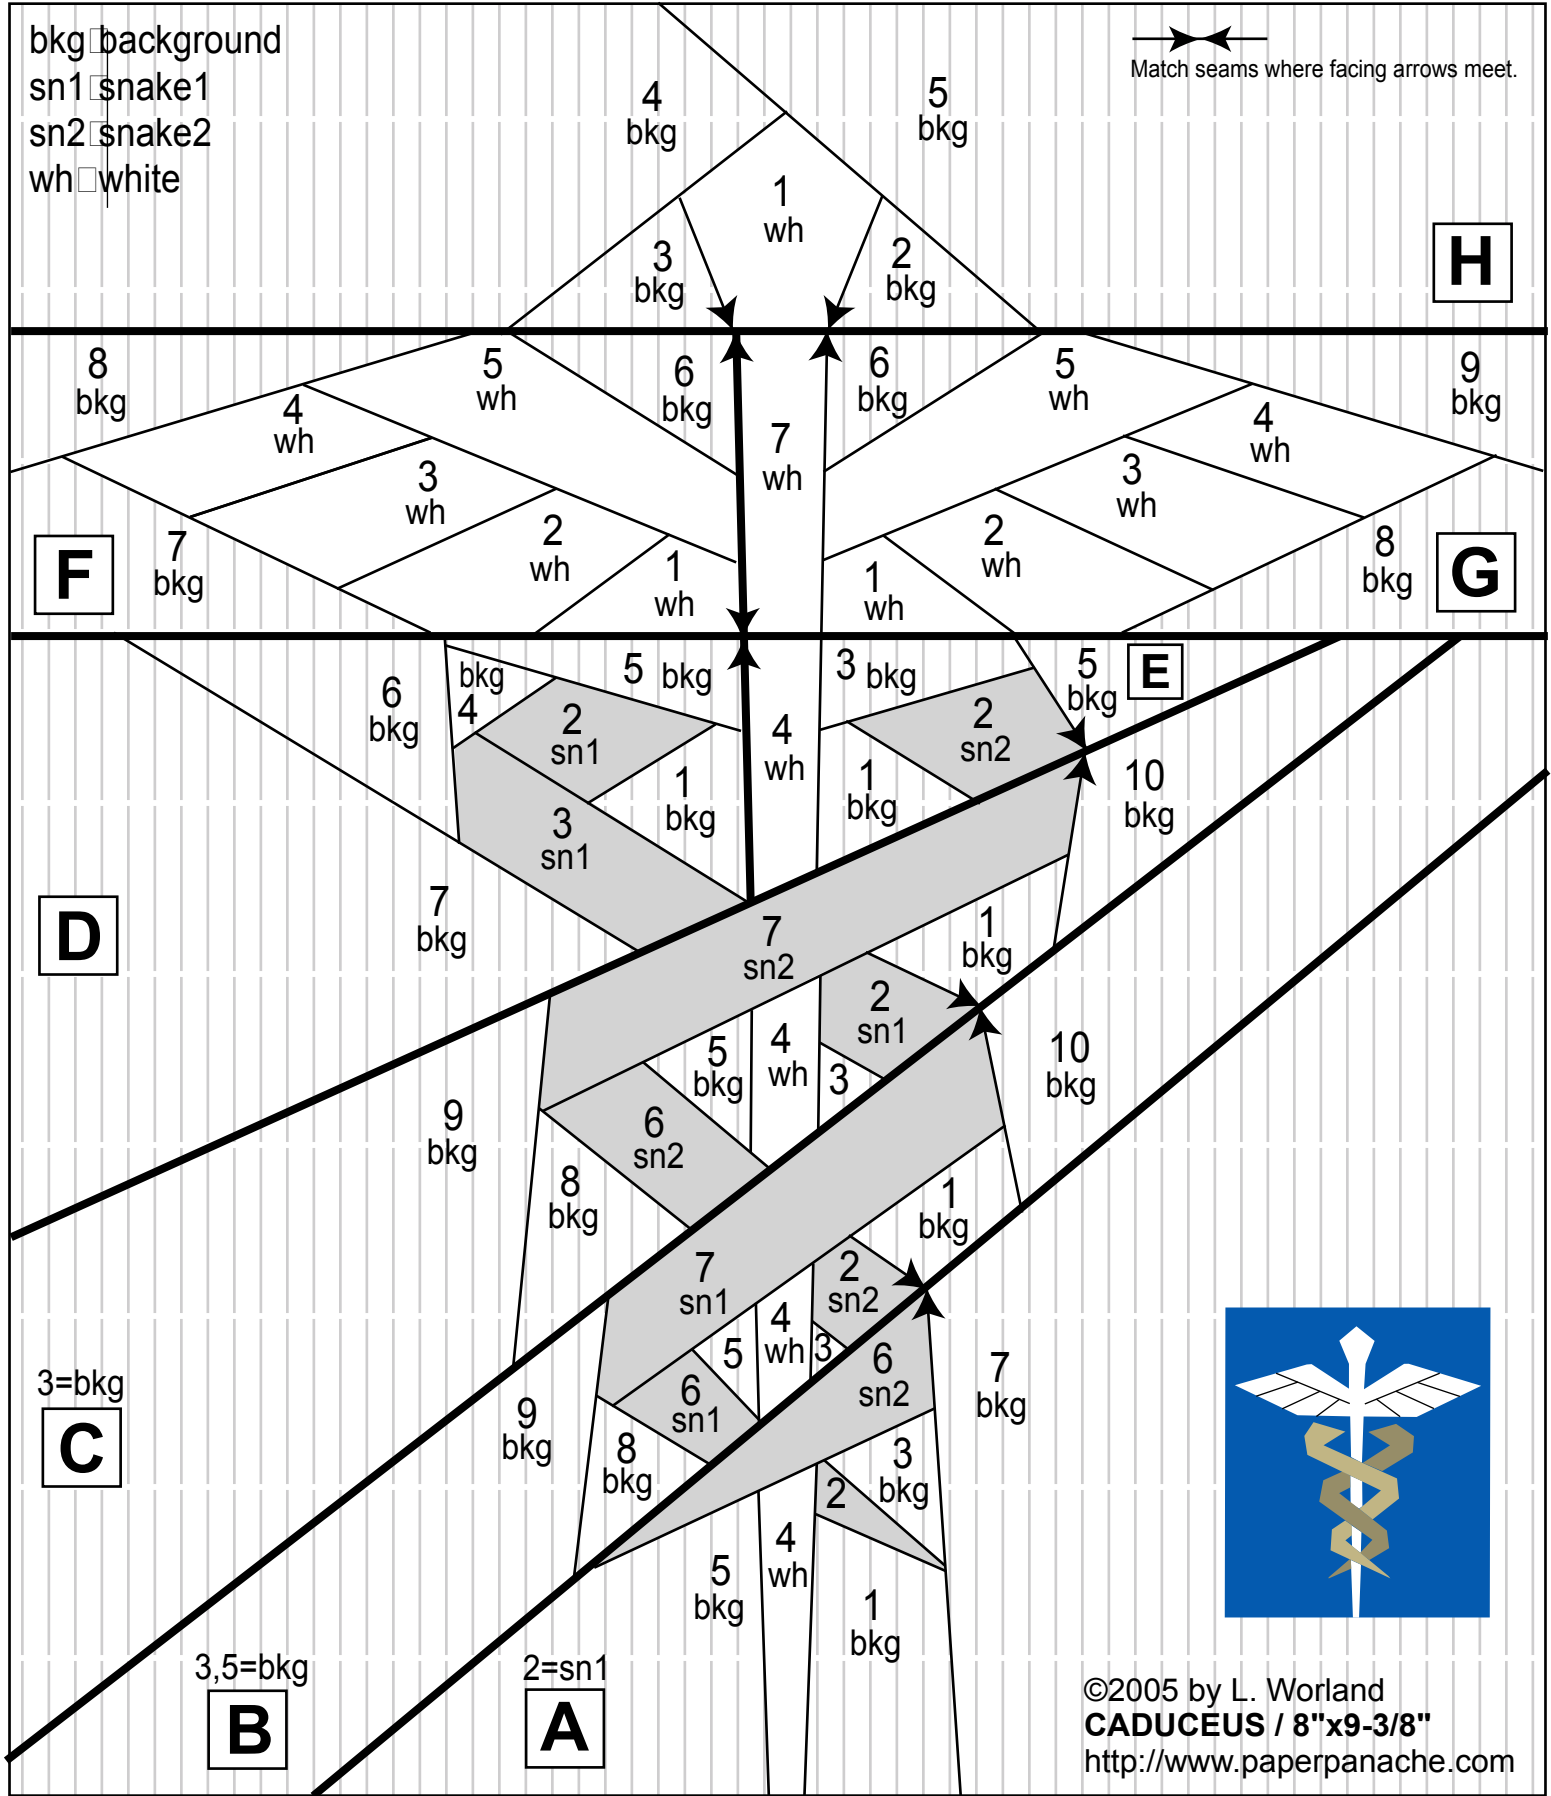 bkg background
sn1 snake1
sn2 snake2
wh white
Match seams where facing arrows meet.
4
bkg
5
bkg
1
wh
3
bkg
2
bkg
H
8
bkg
5
wh
6
bkg
6
bkg
5
wh
9
bkg
4
wh
7
wh
4
wh
3
wh
3
wh
F
7
bkg
2
wh
1
wh
1
wh
2
wh
8
bkg
G
6
bkg
bkg
4
5 bkg
3 bkg
5
bkg
E
2
sn1
4
wh
2
sn2
1
bkg
1
bkg
10
bkg
3
sn1
D
7
bkg
7
sn2
1
bkg
2
sn1
5
bkg
4
wh
3
10
bkg
9
bkg
6
sn2
8
bkg
1
bkg
7
sn1
2
sn2
4
wh
5
3
6
sn2
7
bkg
3=bkg
C
9
bkg
6
sn1
8
bkg
3
bkg
2
4
wh
5
bkg
1
bkg
3,5=bkg
B
2=sn1
A
©2005 by L. Worland
CADUCEUS / 8"x9-3/8"
http://www.paperpanache.com